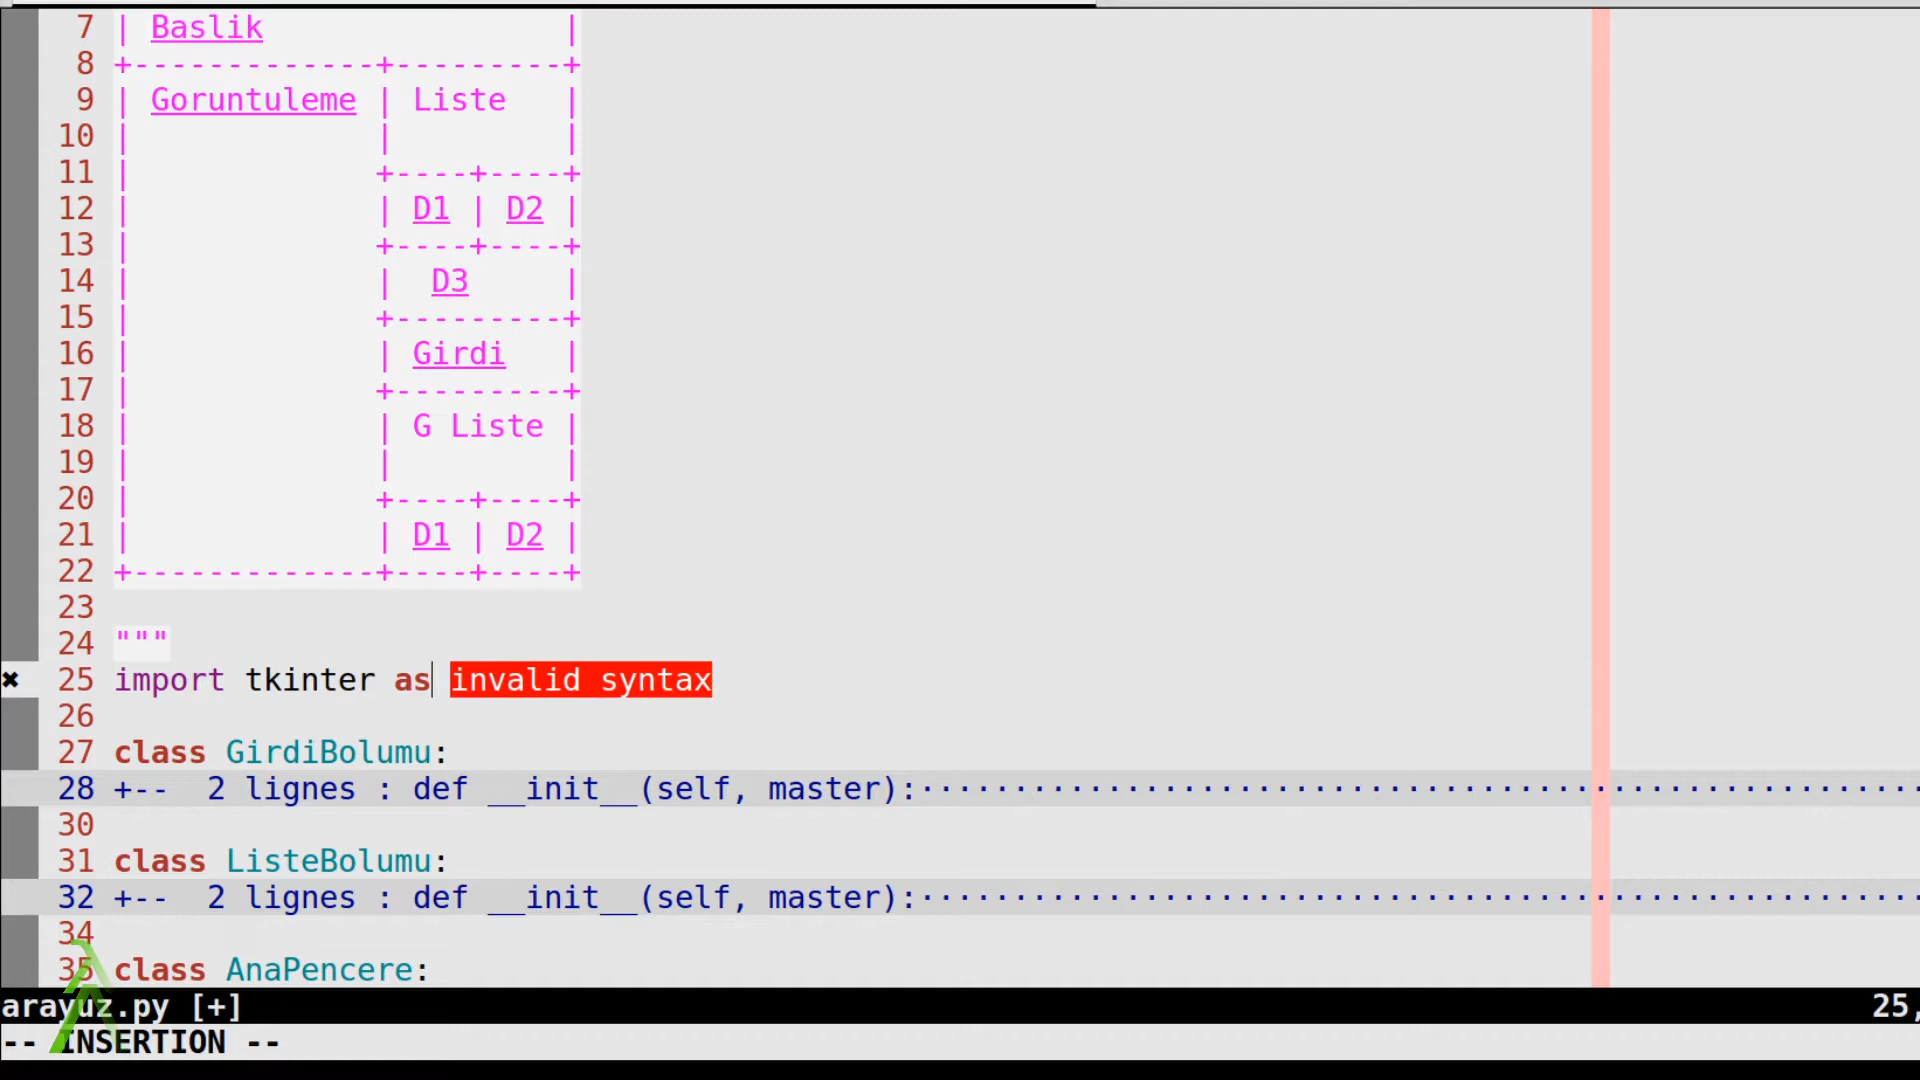 7 | Baslik                |
8 +-------------+---------+
9 | Goruntuleme | Liste   |
10 |             |         |
11 |             +----+----+
12 |             | D1 | D2 |
13 |             +----+----+
14 |             |  D3     |
15 |             +---------+
16 |             | Girdi   |
17 |             +---------+
18 |             | G Liste |
19 |             |         |
20 |             +----+----+
21 |             | D1 | D2 |
22 +-------------+----+----+
23
24 """
✖ 25 import tkinter as invalid syntax
26
27 class GirdiBolumu:
28 +--  2 lignes : def __init__(self, master):······················································
30
31 class ListeBolumu:
32 +--  2 lignes : def __init__(self, master):······················································
34
35 class AnaPencere:
arayuz.py [+] 25,
-- INSERTION --